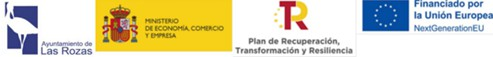 Ayuntamiento de
Las Rozas
MINISTERIO
DE ECONOMÍA, COMERCIO
Y EMPRESA
Plan de Recuperación,
Transformación y Resiliencia
Financiado por
la Unión Europea
NextGenerationEU